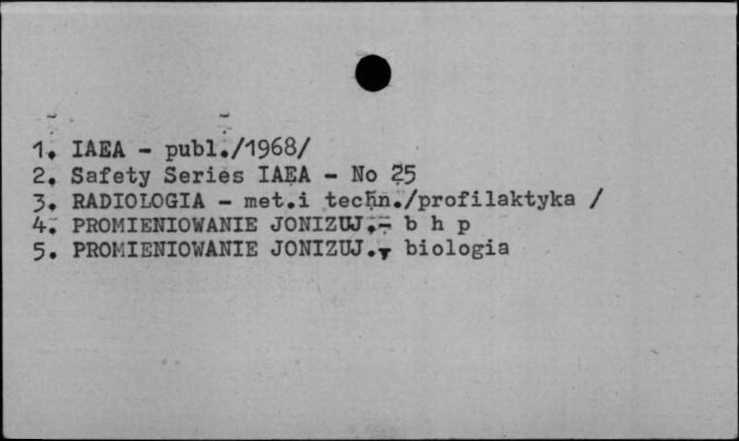 1. IAEA - publ./1968/
2. Safety Series IAEA - No 25
3. RADIOLOGIA - met.i techn./profilaktyka /
4. PROMIENIOWANIE JONIZUJ.- b h p
5. PROMIENIOWANIE JONIZUJ., biologia